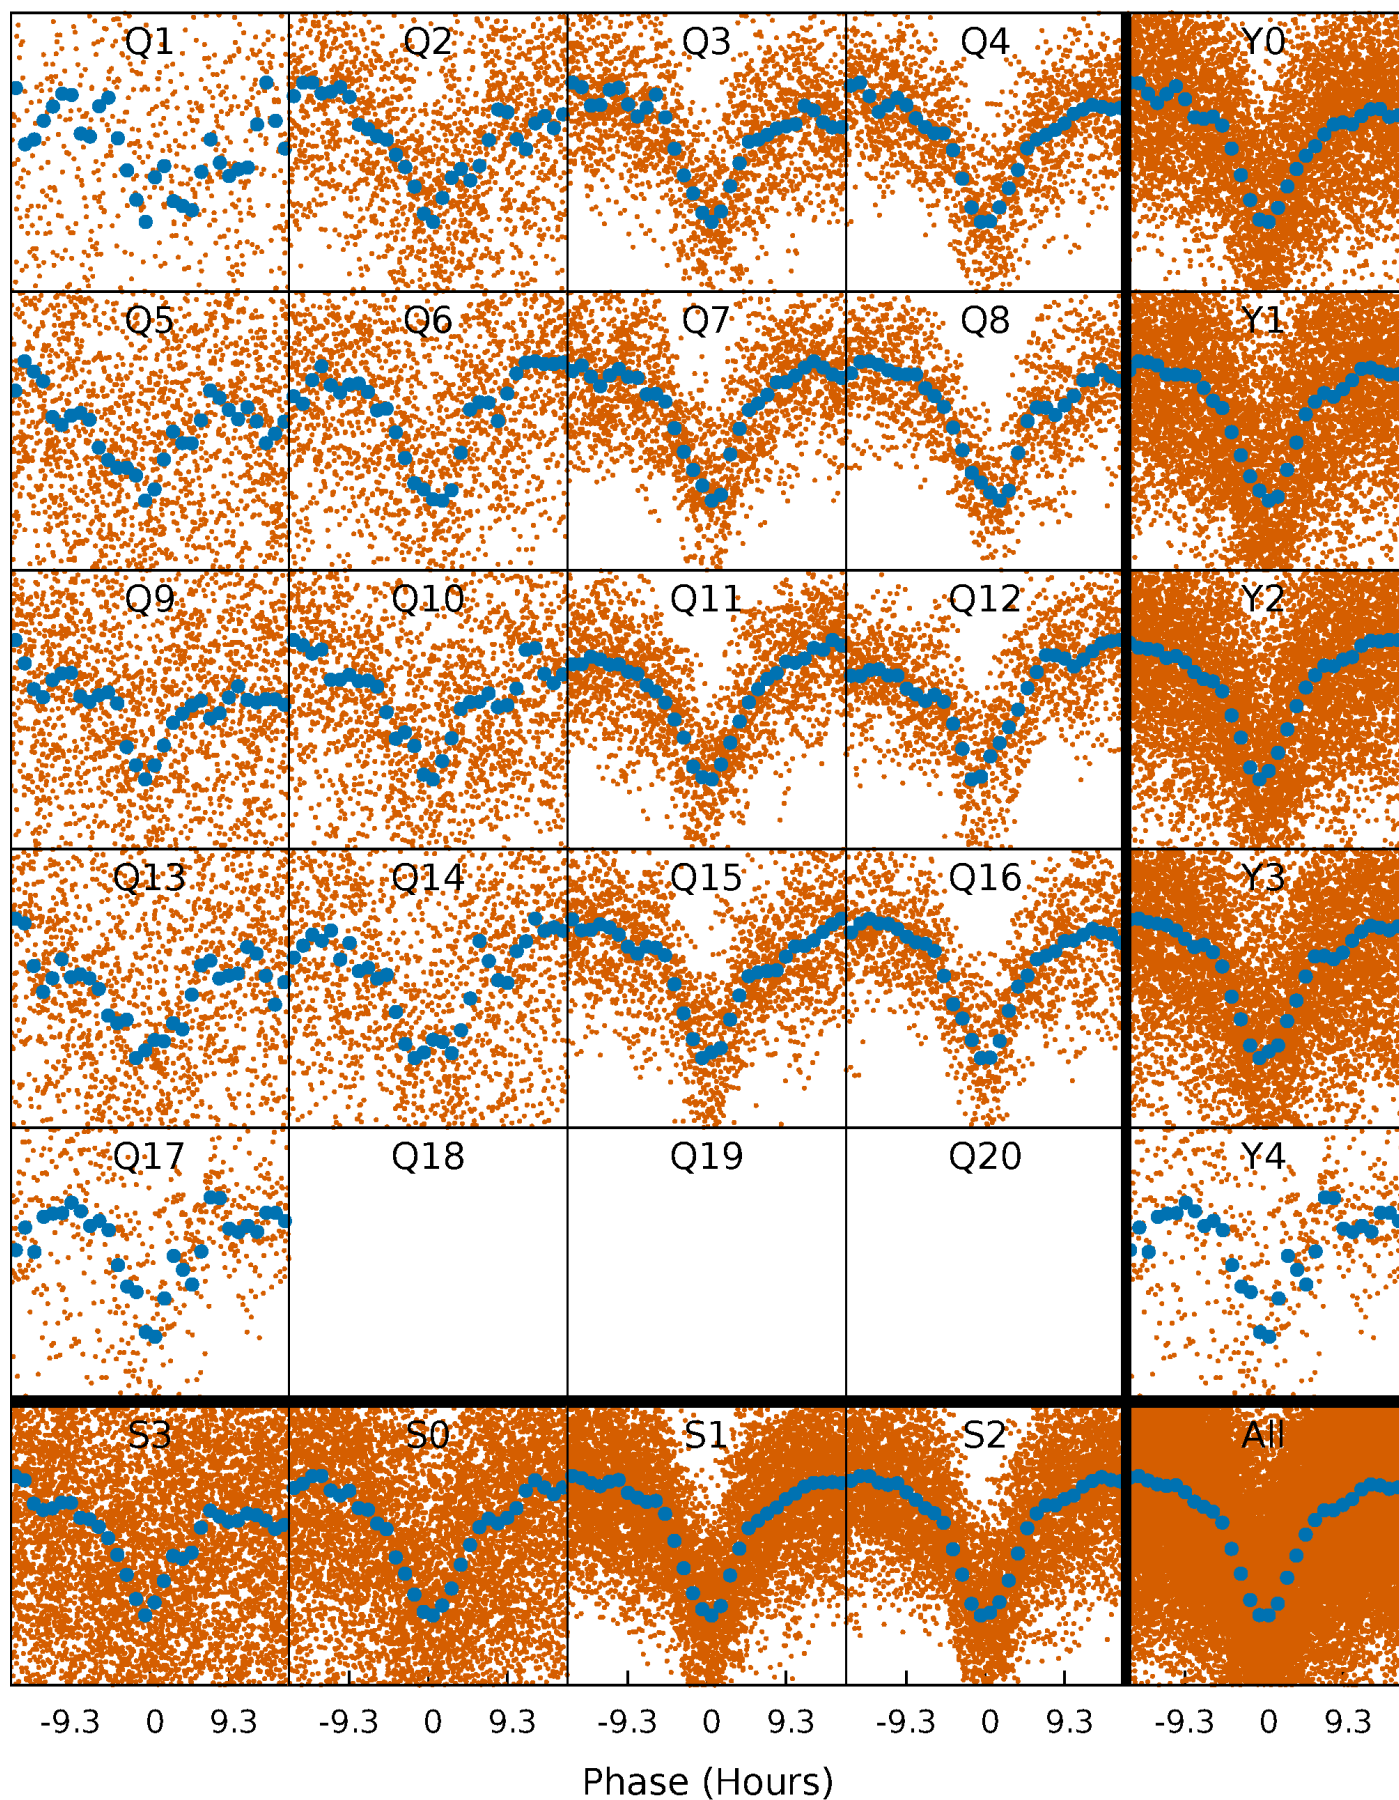 Q1 Q2 Q3 Q4 Y0
Q5 Q6 Q7 Q8 Y1
Q9 Q10 Q11 Q12 Y2
Q13 Q14 Q15 Q16 Y3
Q17 Q18 Q19 Q20 Y4
S3 S0 S1 S2 All
-9.3 0 9.3 -9.3 0 9.3 -9.3 0 9.3 -9.3 0 9.3 -9.3 0 9.3
Phase (Hours)